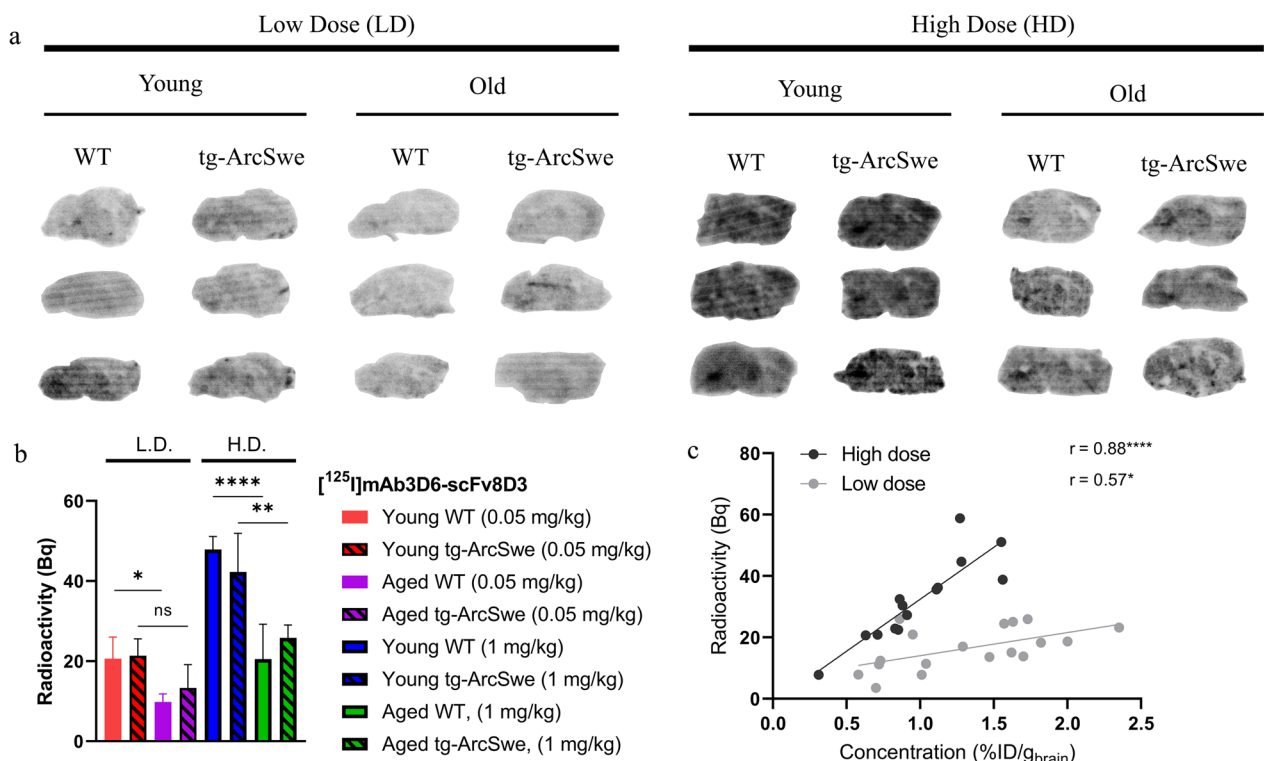 a
Low Dose (LD)
High Dose (HD)
Young
Old
Young
Old
WT
tg-ArcSwe
WT
tg-ArcSwe
WT
tg-ArcSwe
WT
tg-ArcSwe
b
L.D.
H.D.
****
**
*
ns
60
40
20
0
Radioactivity (Bq)
[125I]mAb3D6-scFv8D3
Young WT (0.05 mg/kg)
Young tg-ArcSwe (0.05 mg/kg)
Aged WT (0.05 mg/kg)
Aged tg-ArcSwe (0.05 mg/kg)
Young WT (1 mg/kg)
Young tg-ArcSwe (1 mg/kg)
Aged WT, (1 mg/kg)
Aged tg-ArcSwe, (1 mg/kg)
c
High dose
Low dose
r = 0.88****
r = 0.57*
80
60
40
20
0
Radioactivity (Bq)
0.0 0.5 1.0 1.5 2.0 2.5
Concentration (%ID/gbrain)